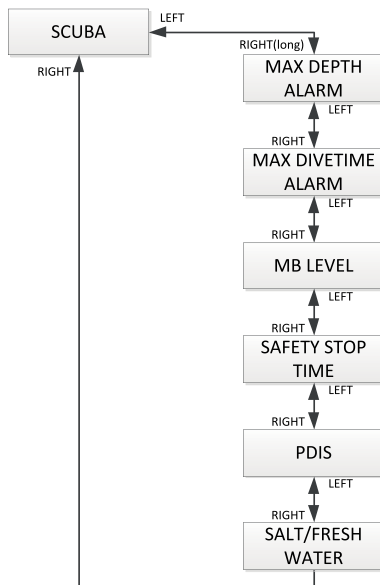 SCUBA
LEFT
RIGHT(long)
RIGHT
MAX DEPTH
ALARM
LEFT
RIGHT
MAX DIVETIME
ALARM
LEFT
RIGHT
MB LEVEL
LEFT
RIGHT
SAFETY STOP
TIME
LEFT
RIGHT
PDIS
LEFT
RIGHT
SALT/FRESH
WATER